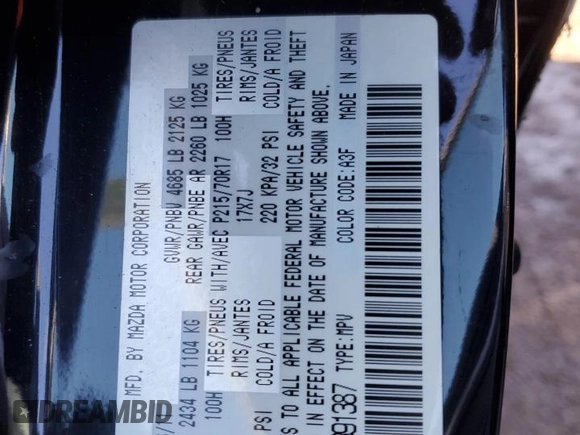 MFD. BY MAZDA MOTOR CORPORATION
GVWR/PNBV 4685 LB 2125 KG
2434 LB 1104 KG REAR GAWR/PNBE AR 2260 LB 1025 KG
100H TIRES/PNEUS WITH/AVEC P215/70R17 100H TIRES/PNEUS
RIMS/JANTES 17X7J RIMS/JANTES
PSI COLD/A FROID 220 KPA/32 PSI COLD/A FROID
TO ALL APPLICABLE FEDERAL MOTOR VEHICLE SAFETY AND THEFT
IN EFFECT ON THE DATE OF MANUFACTURE SHOWN ABOVE.
91387 TYPE:MPV COLOR CODE:A3F MADE IN JAPAN
AUTOBIDMASTER